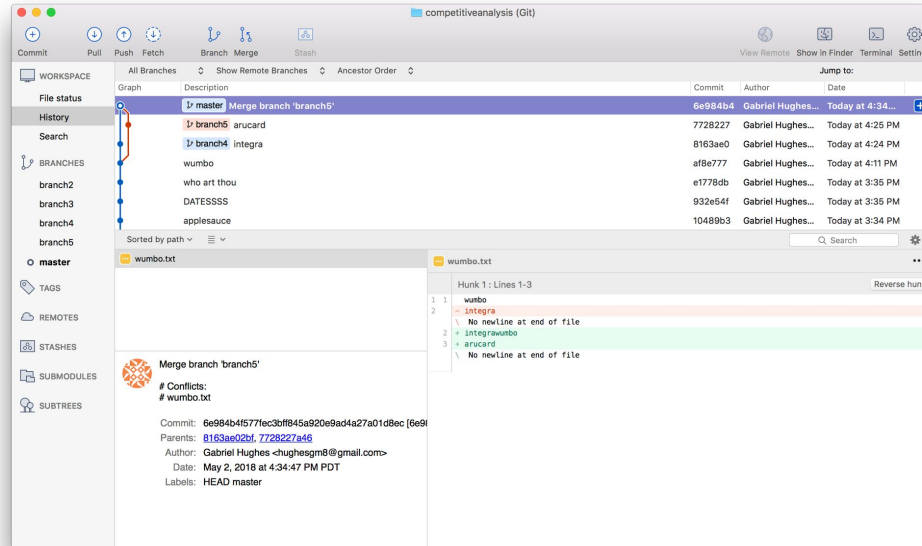 competitiveanalysis (Git)
Commit Pull Push Fetch Branch Merge Stash View Remote Show in Finder Terminal Settin
WORKSPACE
File status
History
Search
BRANCHES
branch2
branch3
branch4
branch5
master
TAGS
REMOTES
STASHES
SUBMODULES
SUBTREES
All Branches Show Remote Branches Ancestor Order Jump to:
Graph Description Commit Author Date
master Merge branch 'branch5' 6e984b4 Gabriel Hughes... Today at 4:34...
branch5 arucard 7728227 Gabriel Hughes... Today at 4:25 PM
branch4 integra 8163ae0 Gabriel Hughes... Today at 4:24 PM
wumbo af8e777 Gabriel Hughes... Today at 4:11 PM
who art thou e1778db Gabriel Hughes... Today at 3:35 PM
DATESSSS 932e54f Gabriel Hughes... Today at 3:35 PM
applesauce 10489b3 Gabriel Hughes... Today at 3:34 PM
Sorted by path Search
wumbo.txt
Merge branch 'branch5'
# Conflicts:
# wumbo.txt
Commit: 6e984b4f577fec3bff845a920e9ad4a27a01d8ec [6e9
Parents: 8163ae02bf, 7728227a46
Author: Gabriel Hughes <hughesgm8@gmail.com>
Date: May 2, 2018 at 4:34:47 PM PDT
Labels: HEAD master
wumbo.txt
Hunk 1 : Lines 1-3 Reverse hun
1 1 wumbo
2 - integra
\ No newline at end of file
2 + integrawumbo
3 + arucard
\ No newline at end of file